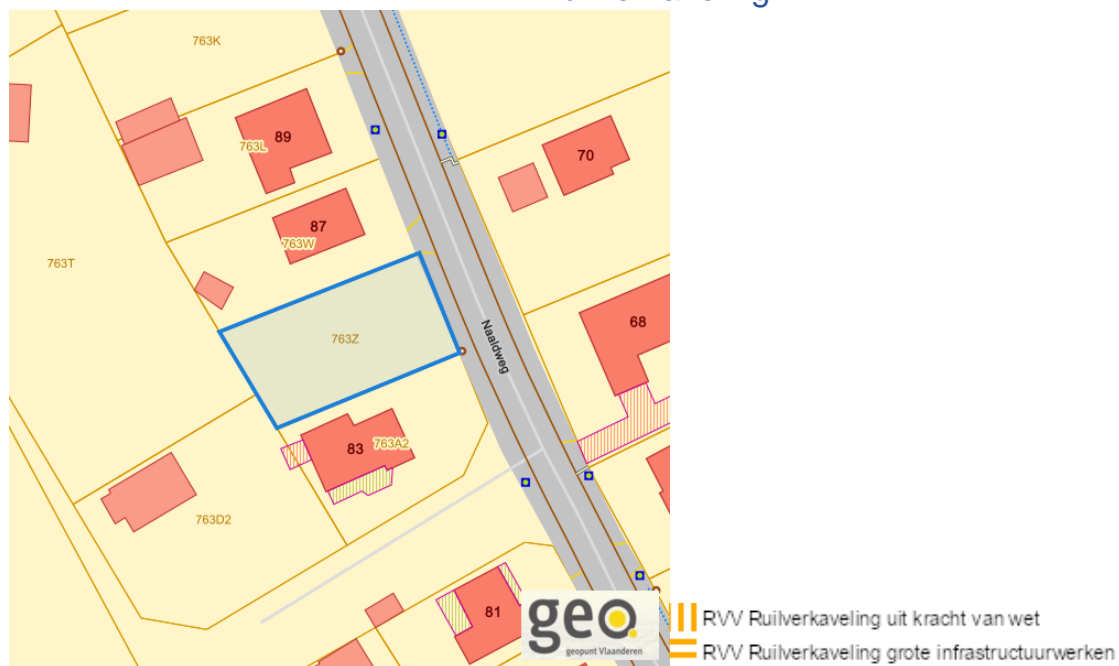 763K
89
763L
70
87
763W
763T
68
763Z
Naaldweg
83
763A2
763D2
81
geo.
geopunt Vlaanderen
RVV Ruilverkaveling uit kracht van wet
RVV Ruilverkaveling grote infrastructuurwerken